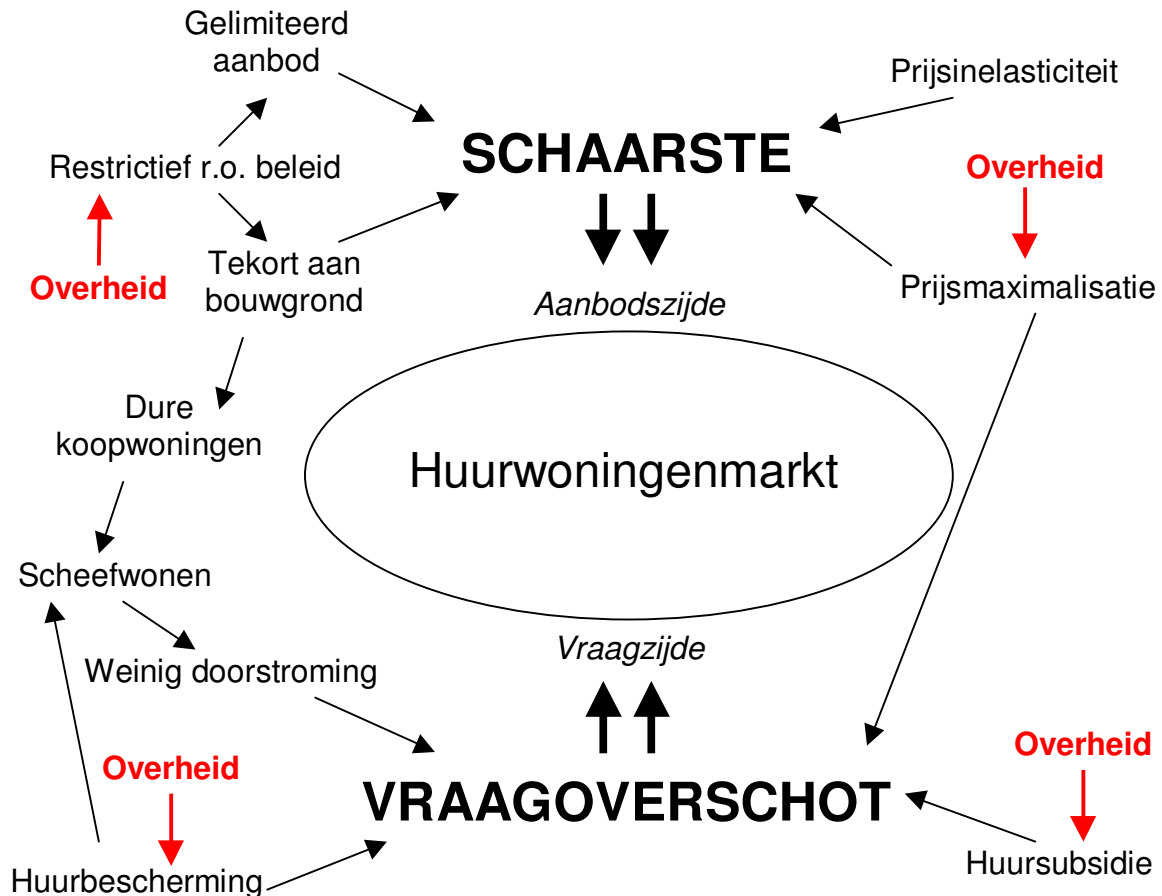 Gelimiteerd
aanbod
Prijsinelasticiteit
SCHAARSTE
Restrictief r.o. beleid
Overheid
Tekort aan
bouwgrond
Overheid
Prijsmaximalisatie
Aanbodszijde
Dure
koopwoningen
Huurwoningenmarkt
Scheefwonen
Vraagzijde
Weinig doorstroming
Overheid
Overheid
VRAAGOVERSCHOT
Huurbescherming
Huursubsidie